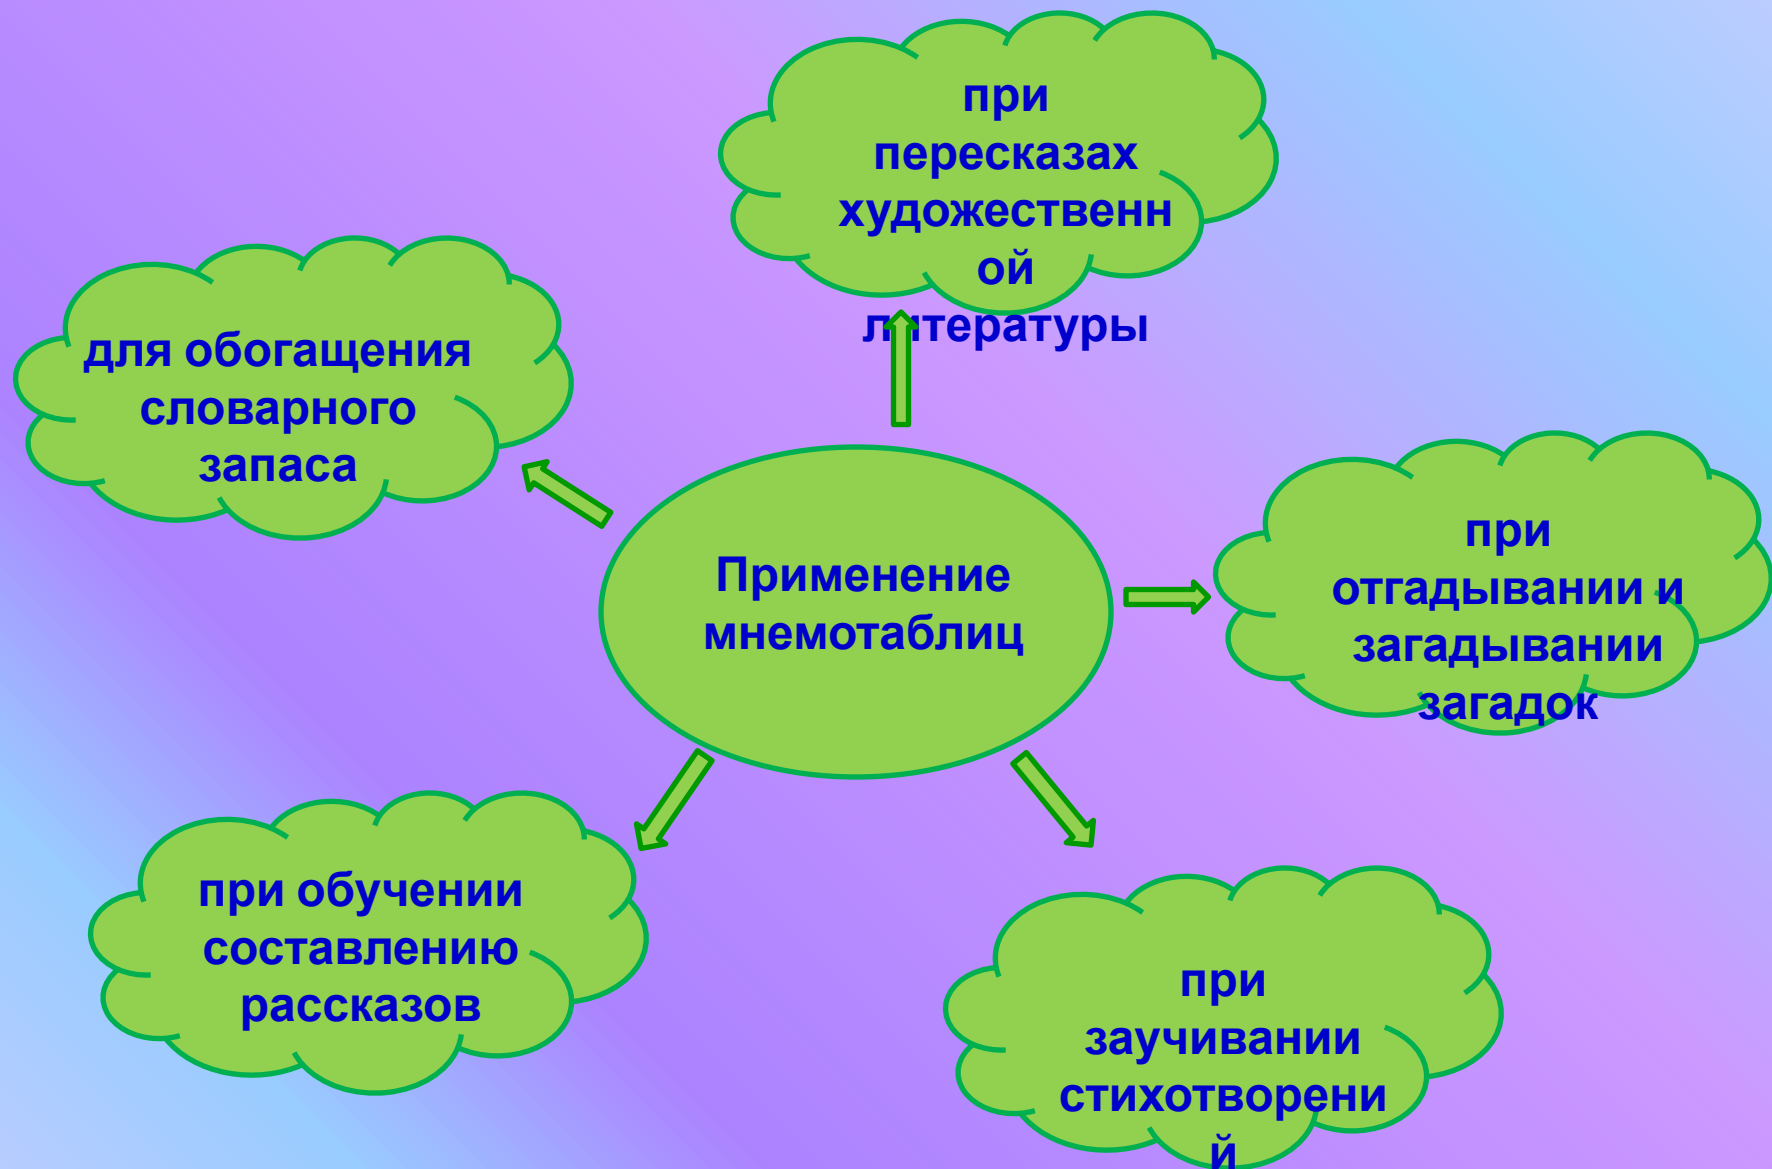 при
пересказах
художественн
ой
литературы
для обогащения
словарного
запаса
Применение
мнемотаблиц
при
отгадывании и
загадывании
загадок
при обучении
составлению
рассказов
при
заучивании
стихотворени
й